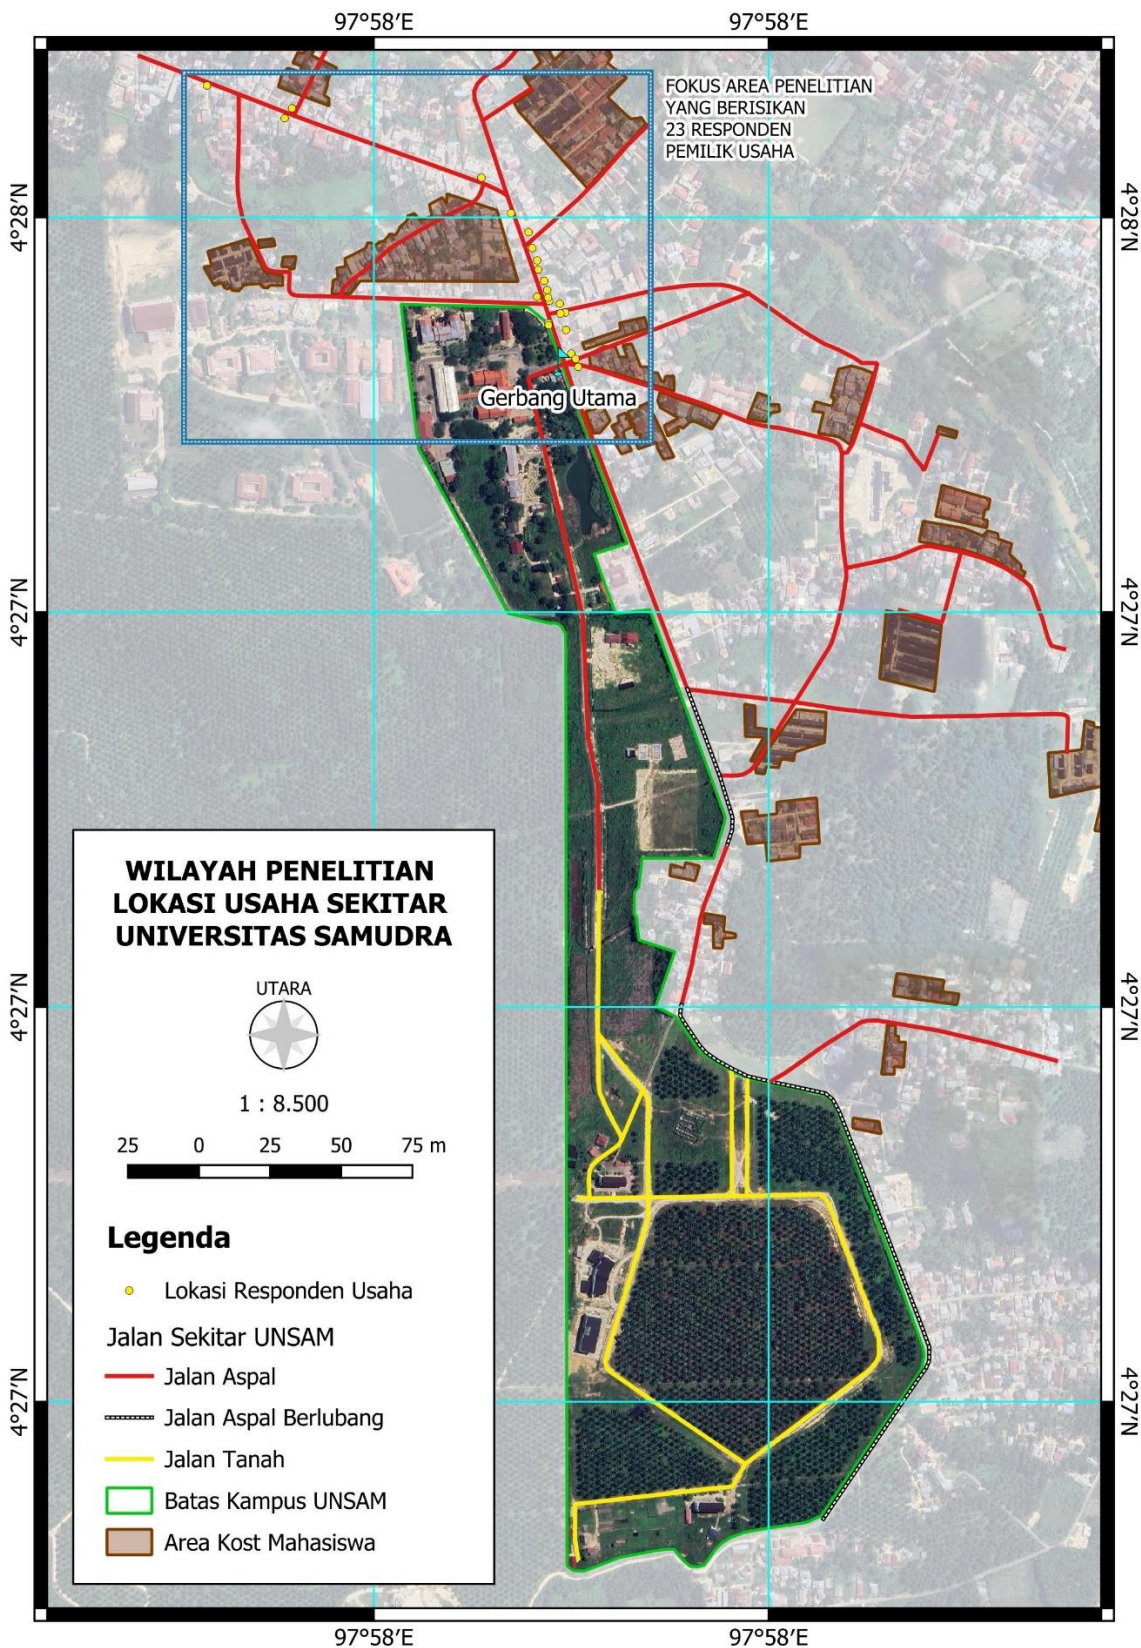 97°58′E
97°58′E
FOKUS AREA PENELITIAN
YANG BERISIKAN
23 RESPONDEN
PEMILIK USAHA
4°28′N
4°28′N
Gerbang Utama
4°27′N
4°27′N
WILAYAH PENELITIAN
LOKASI USAHA SEKITAR
UNIVERSITAS SAMUDRA
UTARA
1 : 8.500
25 0 25 50 75 m
4°27′N
4°27′N
Legenda
Lokasi Responden Usaha
Jalan Sekitar UNSAM
Jalan Aspal
Jalan Aspal Berlubang
Jalan Tanah
Batas Kampus UNSAM
Area Kost Mahasiswa
4°27′N
4°27′N
97°58′E
97°58′E